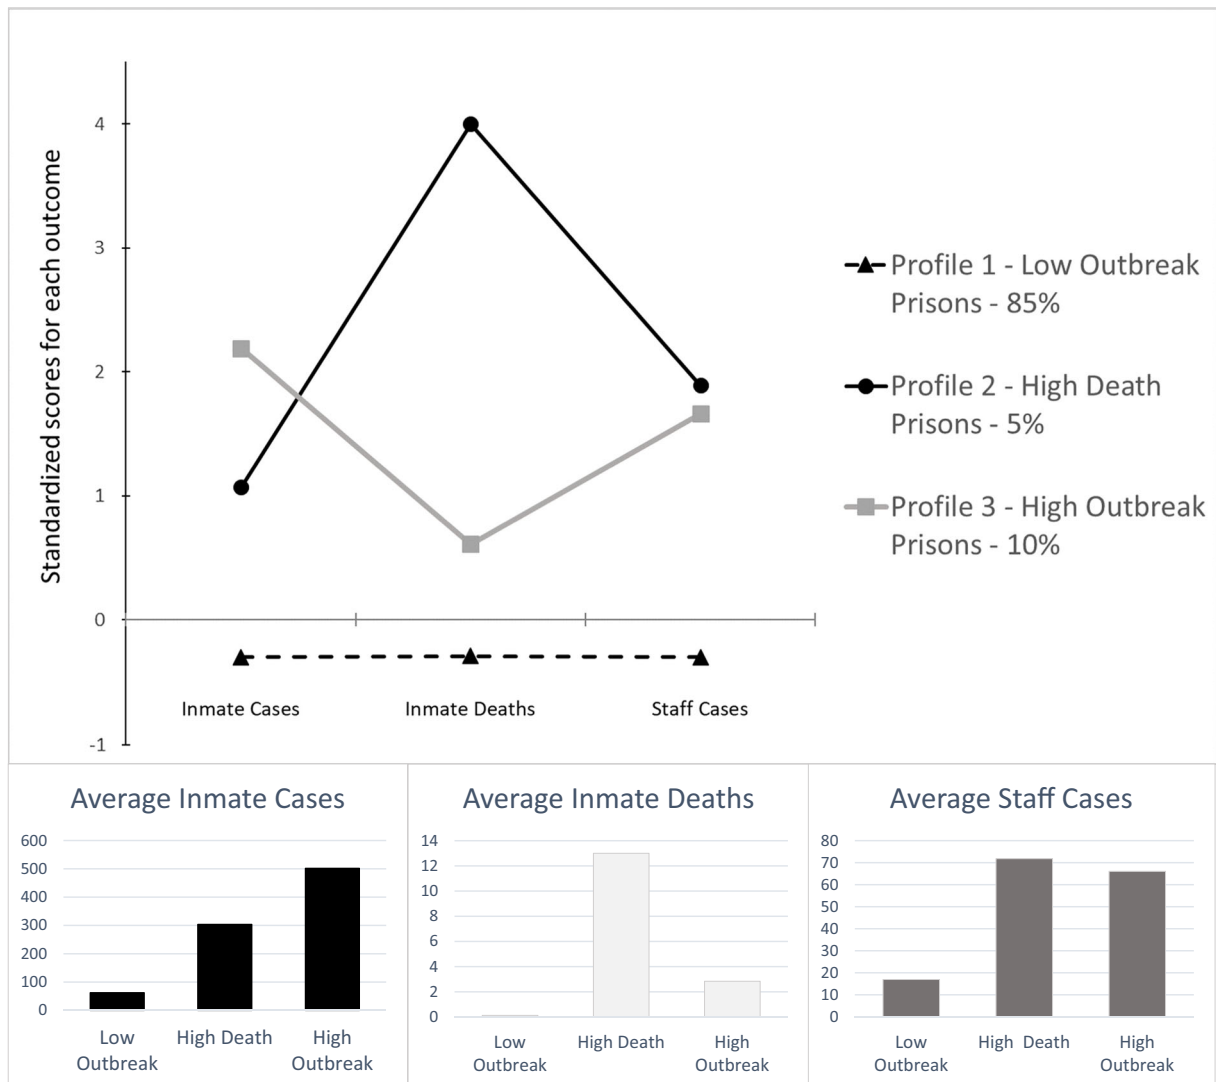 Standardized scores for each outcome
4
3
2
1
0
-1
Inmate Cases
Inmate Deaths
Staff Cases
Profile 1 - Low Outbreak
Prisons - 85%
Profile 2 - High Death
Prisons - 5%
Profile 3 - High Outbreak
Prisons - 10%
Average Inmate Cases
600
500
400
300
200
100
0
Low
Outbreak
High Death
High
Outbreak
Average Inmate Deaths
14
12
10
8
6
4
2
0
Low
Outbreak
High Death
High
Outbreak
Average Staff Cases
80
70
60
50
40
30
20
10
0
Low
Outbreak
High Death
High
Outbreak